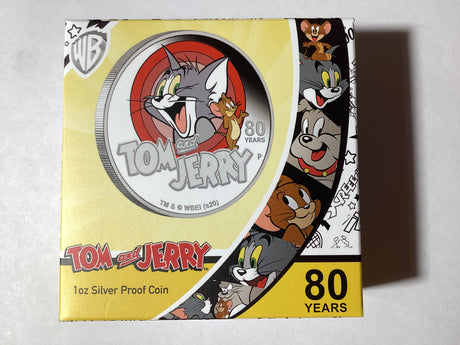 WB
80
YEARS
P
TOM and JERRY
TM & © WBEI (s20)
TOM and JERRY
1oz Silver Proof Coin
80
YEARS